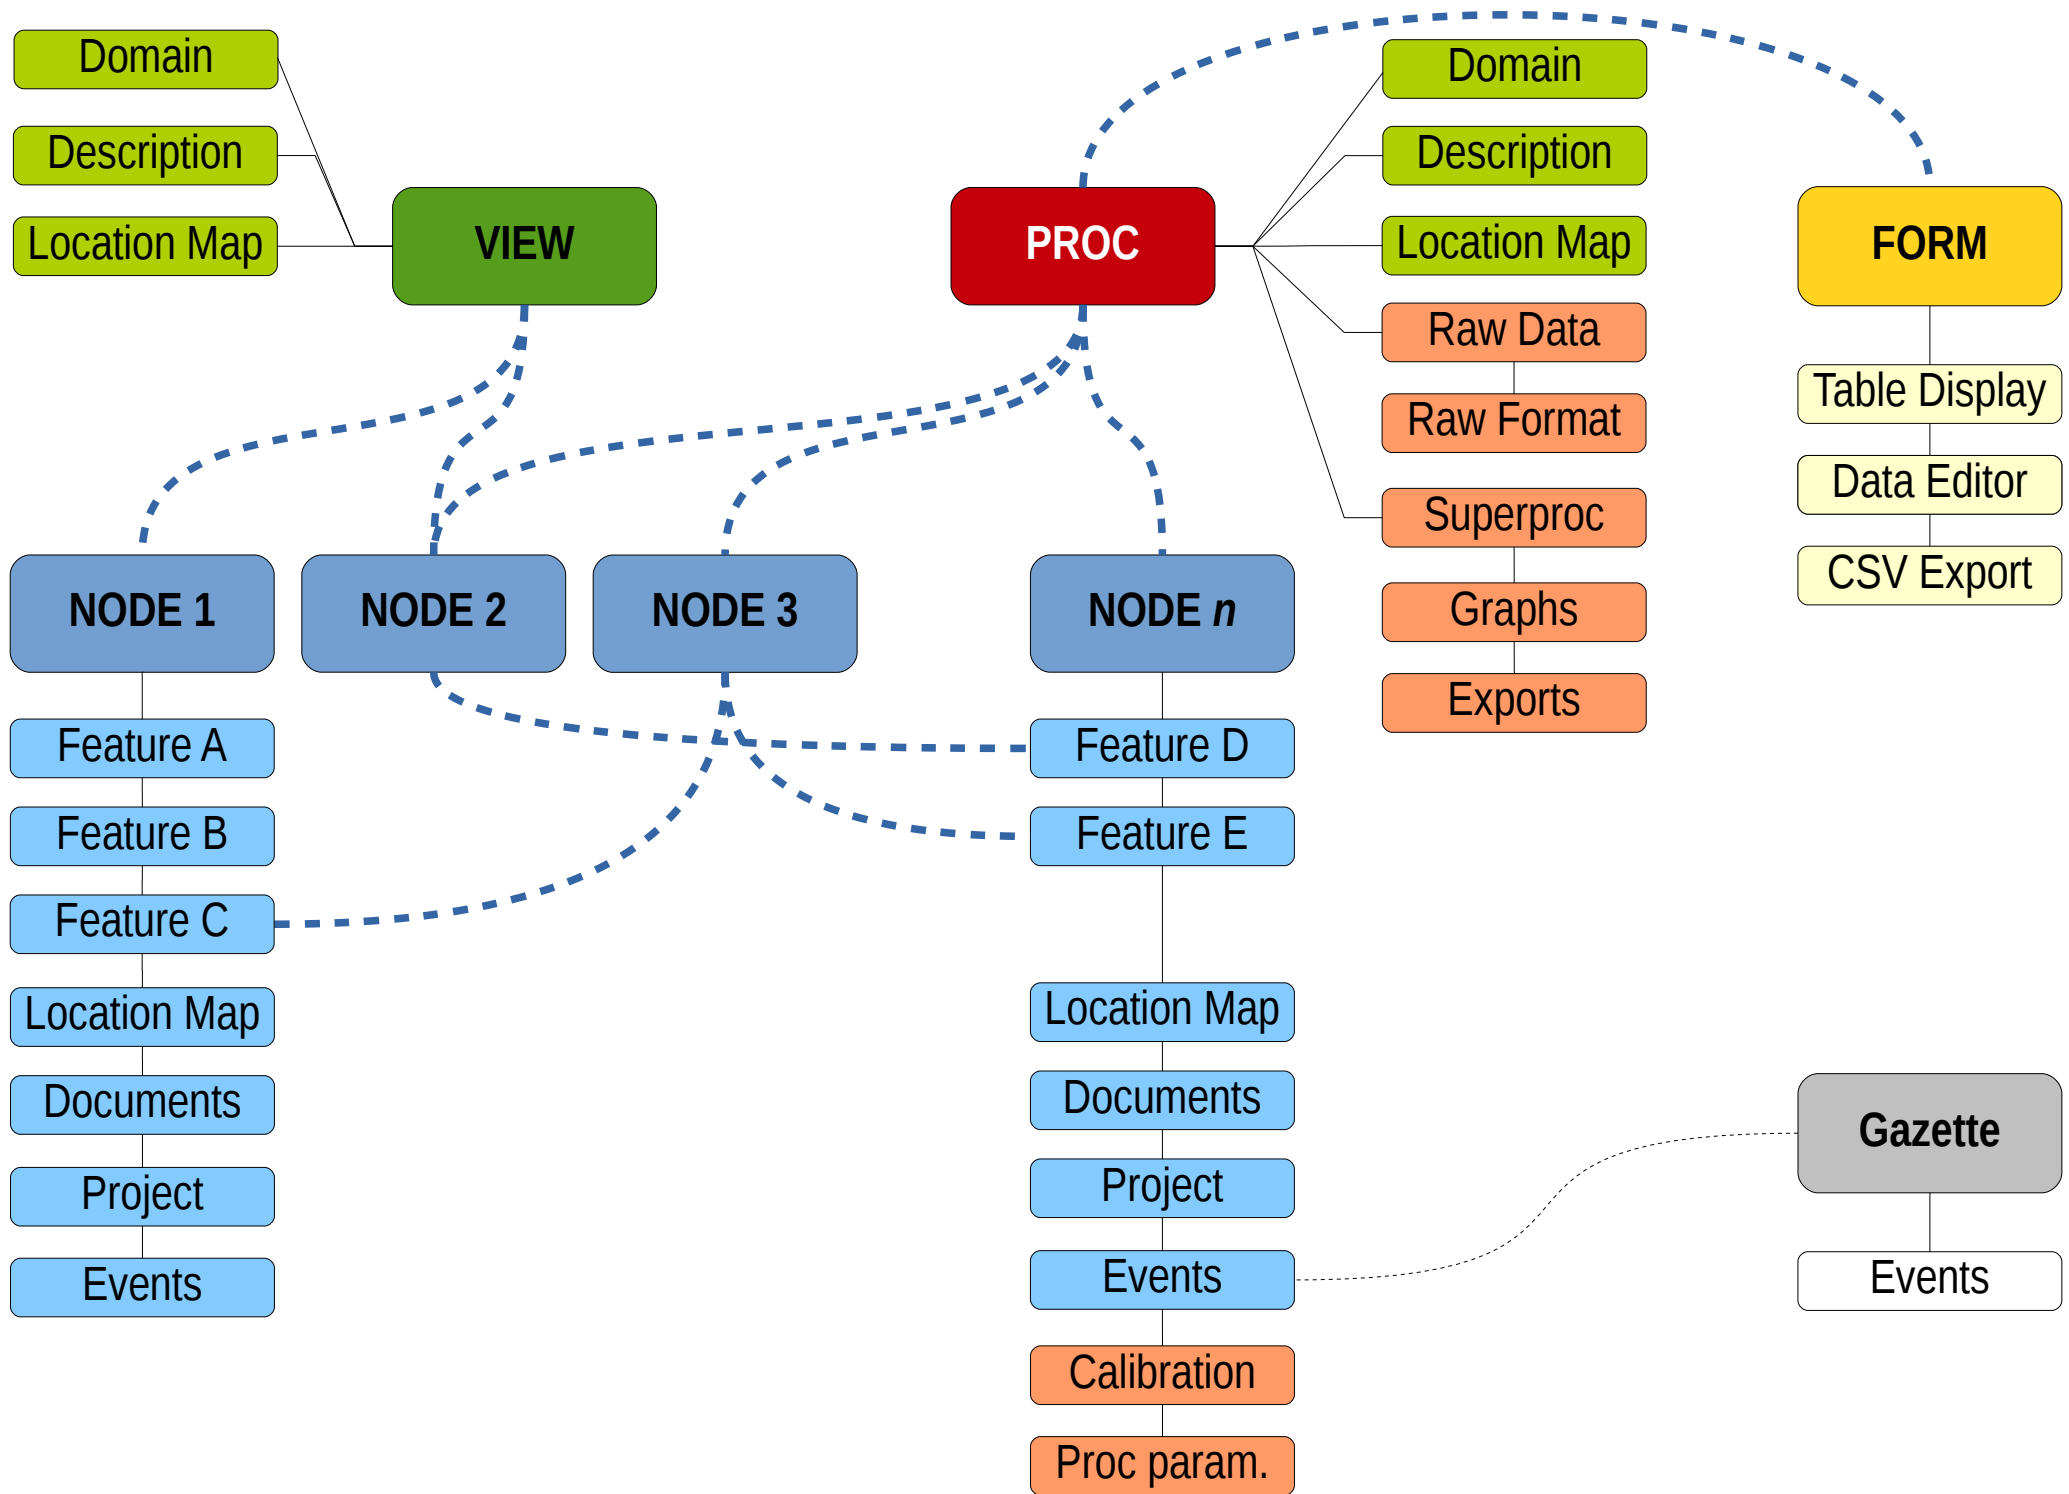 Domain
Description
Location Map
VIEW
PROC
Domain
Description
Location Map
Raw Data
Raw Format
Superproc
Graphs
Exports
FORM
Table Display
Data Editor
CSV Export
NODE 1
NODE 2
NODE 3
NODE n
Feature A
Feature B
Feature C
Location Map
Documents
Project
Events
Feature D
Feature E
Location Map
Documents
Project
Events
Calibration
Proc param.
Gazette
Events